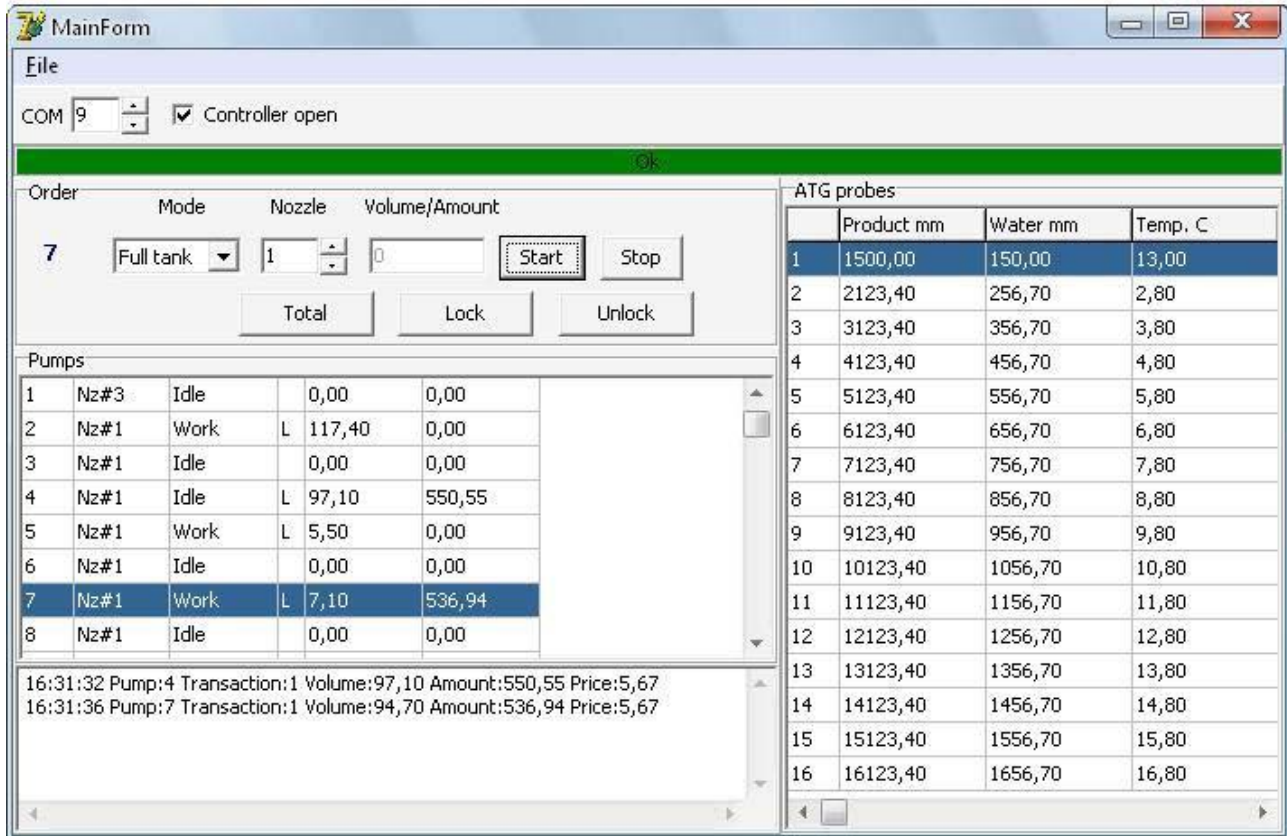 MainForm
File
COM 9 Controller open
Ok
Order
Mode Nozzle Volume/Amount
7 Full tank 1 0 Start Stop
Total Lock Unlock
Pumps
1 Nz#3 Idle 0,00 0,00
2 Nz#1 Work L 117,40 0,00
3 Nz#1 Idle 0,00 0,00
4 Nz#1 Idle L 97,10 550,55
5 Nz#1 Work L 5,50 0,00
6 Nz#1 Idle 0,00 0,00
7 Nz#1 Work L 7,10 536,94
8 Nz#1 Idle 0,00 0,00
16:31:32 Pump:4 Transaction:1 Volume:97,10 Amount:550,55 Price:5,67
16:31:36 Pump:7 Transaction:1 Volume:94,70 Amount:536,94 Price:5,67
ATG probes
Product mm Water mm Temp. C
1 1500,00 150,00 13,00
2 2123,40 256,70 2,80
3 3123,40 356,70 3,80
4 4123,40 456,70 4,80
5 5123,40 556,70 5,80
6 6123,40 656,70 6,80
7 7123,40 756,70 7,80
8 8123,40 856,70 8,80
9 9123,40 956,70 9,80
10 10123,40 1056,70 10,80
11 11123,40 1156,70 11,80
12 12123,40 1256,70 12,80
13 13123,40 1356,70 13,80
14 14123,40 1456,70 14,80
15 15123,40 1556,70 15,80
16 16123,40 1656,70 16,80